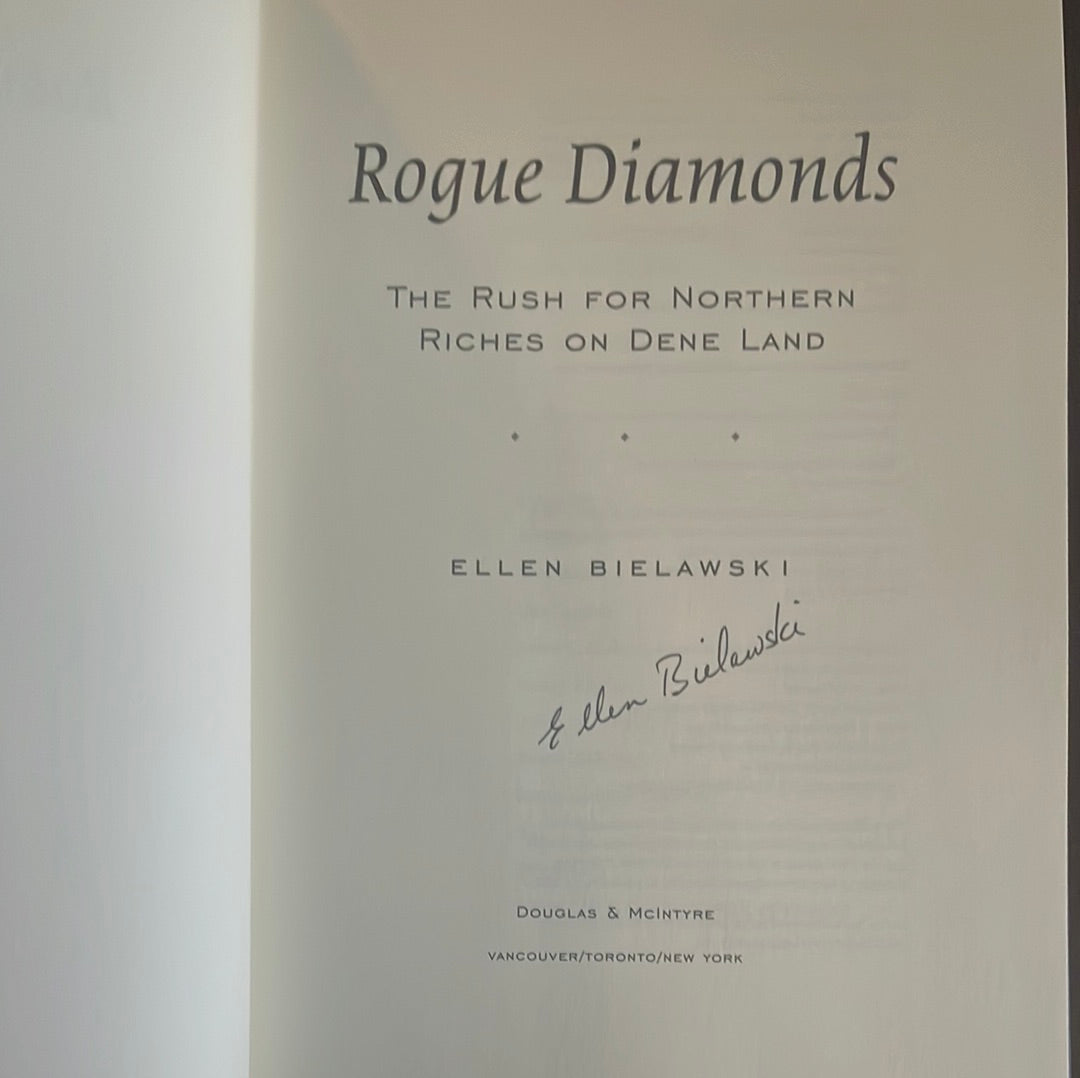 Rogue Diamonds
The Rush for Northern
Riches on Dene Land
ELLEN BIELAWSKI
Ellen Bielawski
Douglas & McIntyre
VANCOUVER/TORONTO/NEW YORK